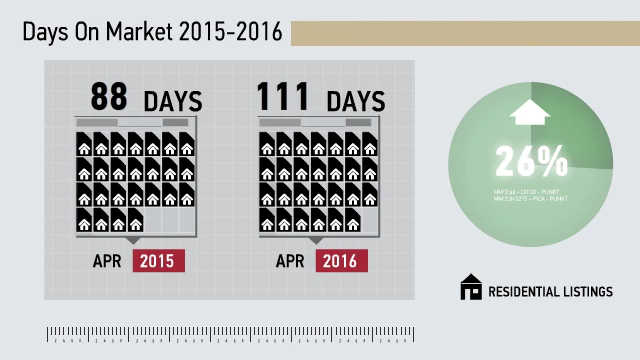 Days On Market 2015-2016
88 DAYS
111 DAYS
APR 2015
APR 2016
26%
RESIDENTIAL LISTINGS